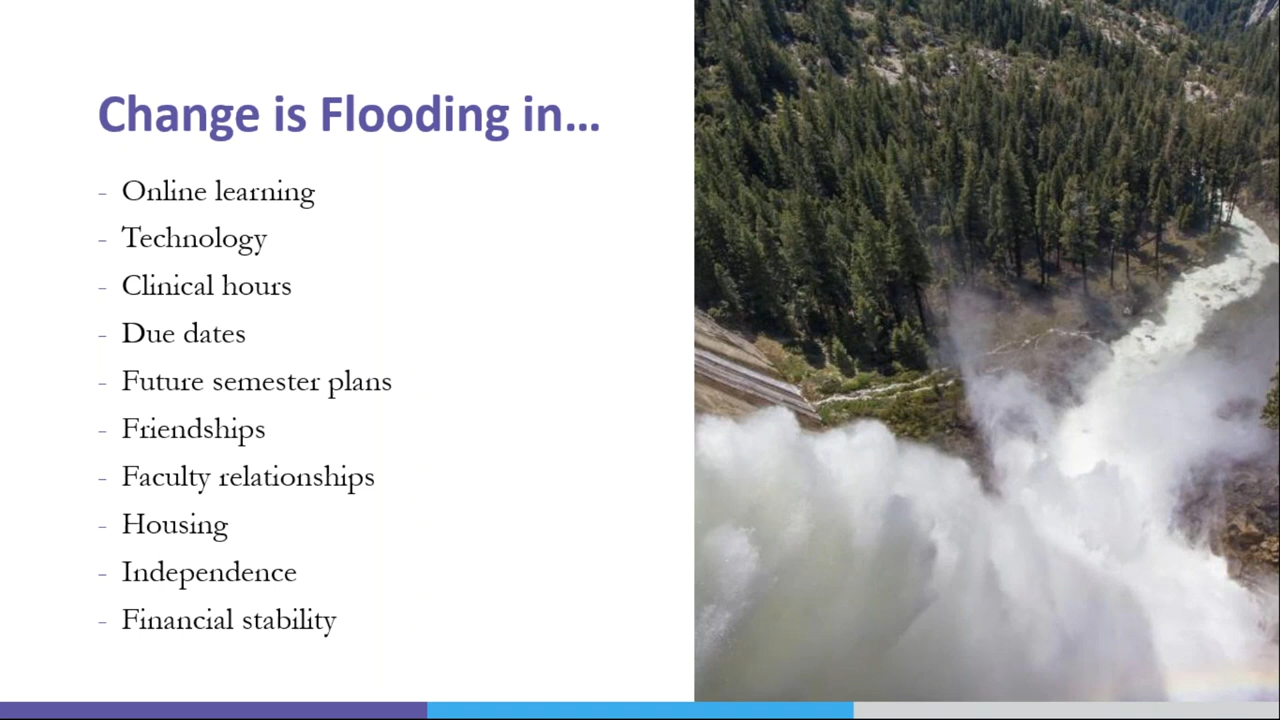 Change is Flooding in...
- Online learning
- Technology
- Clinical hours
- Due dates
- Future semester plans
- Friendships
- Faculty relationships
- Housing
- Independence
- Financial stability